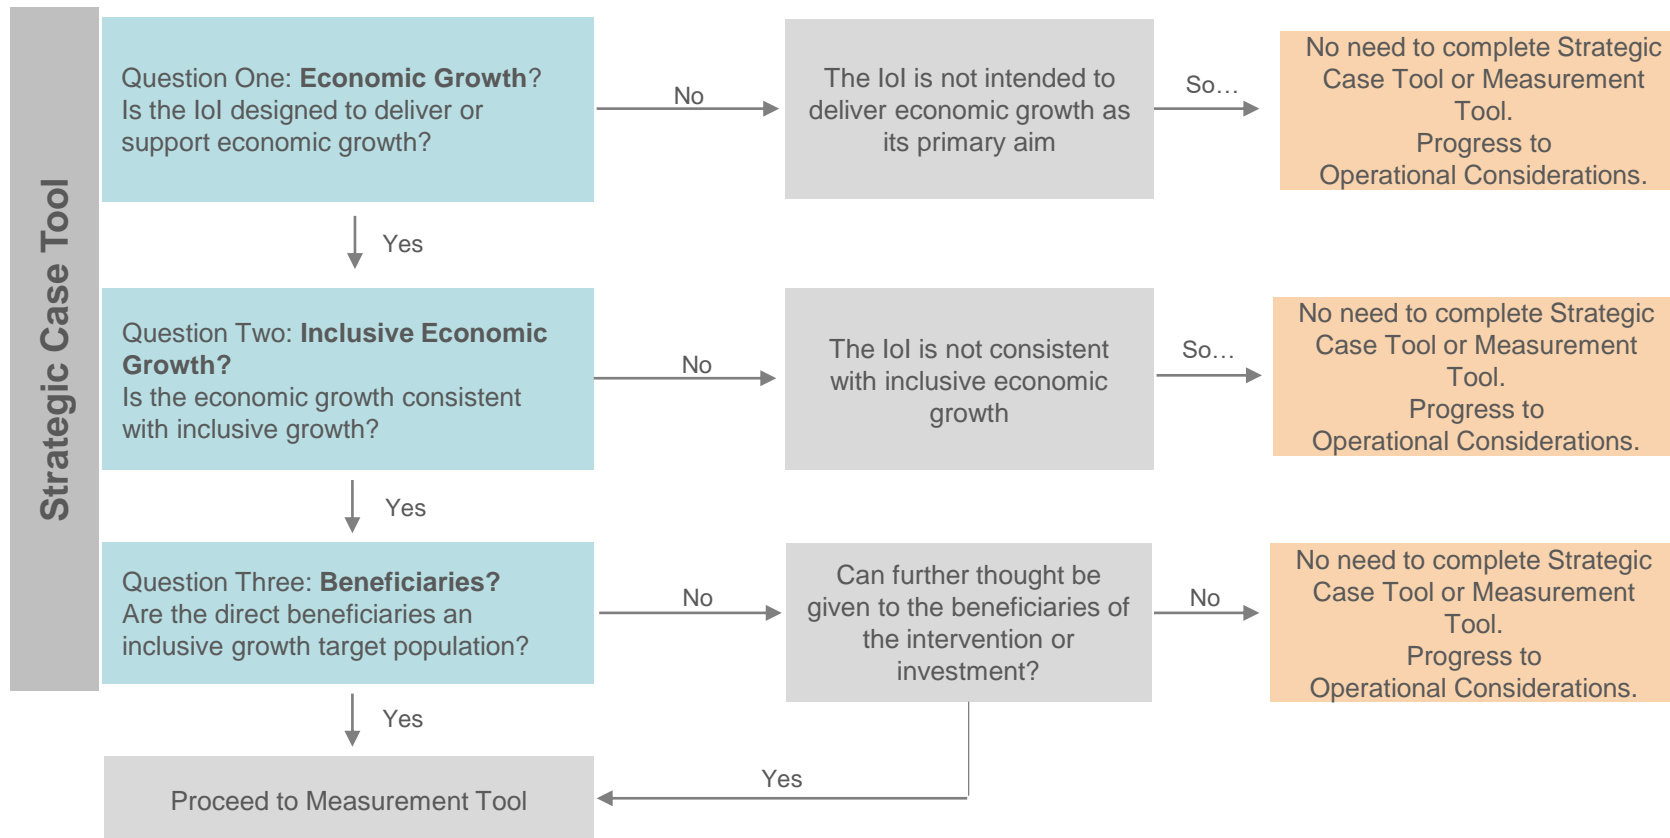 Strategic Case Tool
Question One: Economic Growth?
Is the IoI designed to deliver or
support economic growth?
No
The IoI is not intended to
deliver economic growth as
its primary aim
So…
No need to complete Strategic
Case Tool or Measurement
Tool.
Progress to
Operational Considerations.
Yes
Question Two: Inclusive Economic
Growth?
Is the economic growth consistent
with inclusive growth?
No
The IoI is not consistent
with inclusive economic
growth
So…
No need to complete Strategic
Case Tool or Measurement
Tool.
Progress to
Operational Considerations.
Yes
Question Three: Beneficiaries?
Are the direct beneficiaries an
inclusive growth target population?
No
Can further thought be
given to the beneficiaries of
the intervention or
investment?
No
No need to complete Strategic
Case Tool or Measurement
Tool.
Progress to
Operational Considerations.
Yes
Yes
Proceed to Measurement Tool